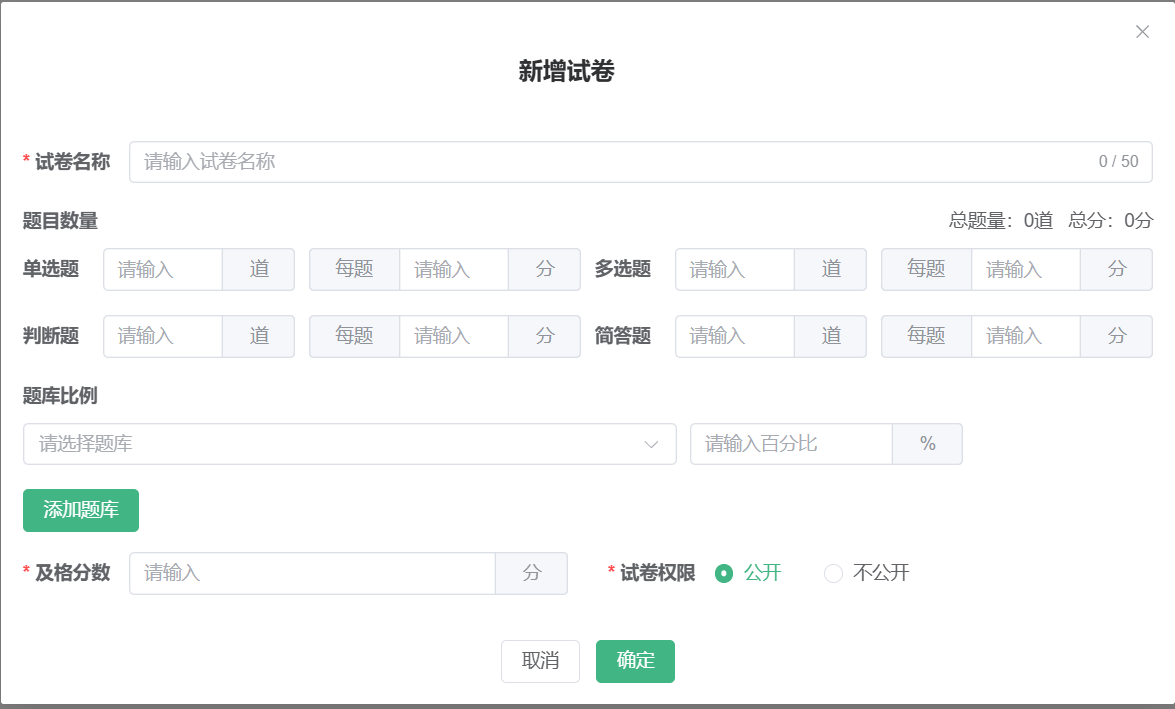 新增试卷
* 试卷名称 请输入试卷名称 0 / 50
题目数量 总题量：0道 总分：0分
单选题 请输入 道 每题 请输入 分 多选题 请输入 道 每题 请输入 分
判断题 请输入 道 每题 请输入 分 简答题 请输入 道 每题 请输入 分
题库比例
请选择题库 请输入百分比 %
添加题库
* 及格分数 请输入 分 * 试卷权限 公开 不公开
取消 确定